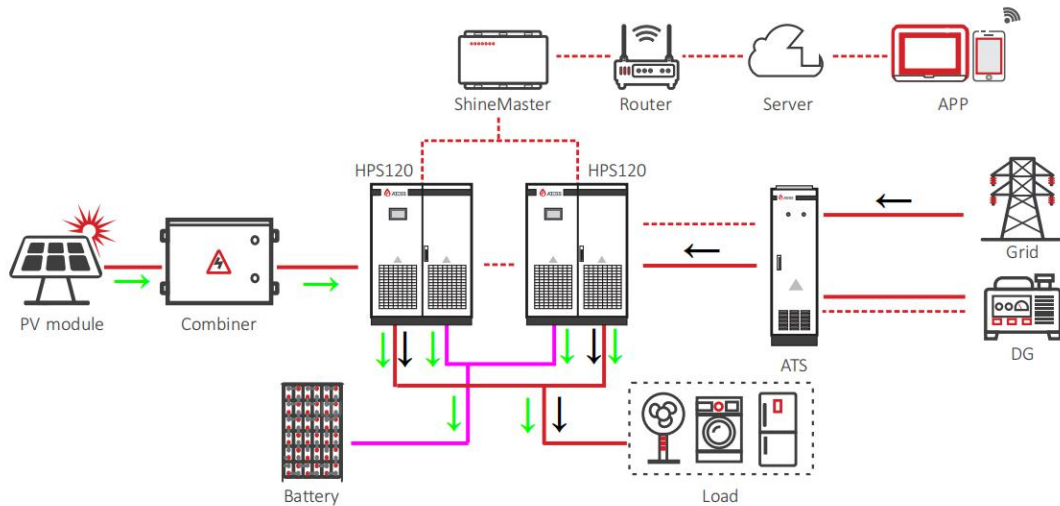 ShineMaster
Router
Server
APP
HPS120
HPS120
Grid
PV module
Combiner
ATS
DG
Battery
Load